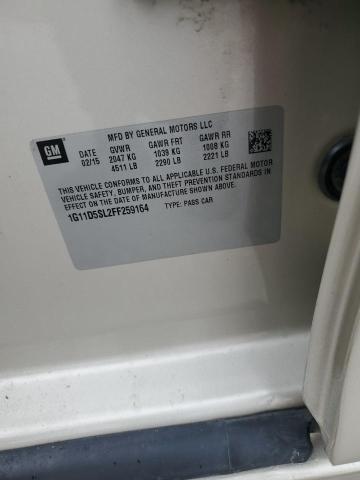 MFD BY GENERAL MOTORS LLC
GM
DATE GVWR GAWR FRT GAWR RR
02/15 2047 KG 1039 KG 1008 KG
4511 LB 2290 LB 2221 LB
THIS VEHICLE CONFORMS TO ALL APPLICABLE U.S. FEDERAL MOTOR
VEHICLE SAFETY, BUMPER, AND THEFT PREVENTION STANDARDS IN
EFFECT ON THE DATE OF MANUFACTURE SHOWN ABOVE.
1G11D5SL2FF259164 TYPE: PASS CAR